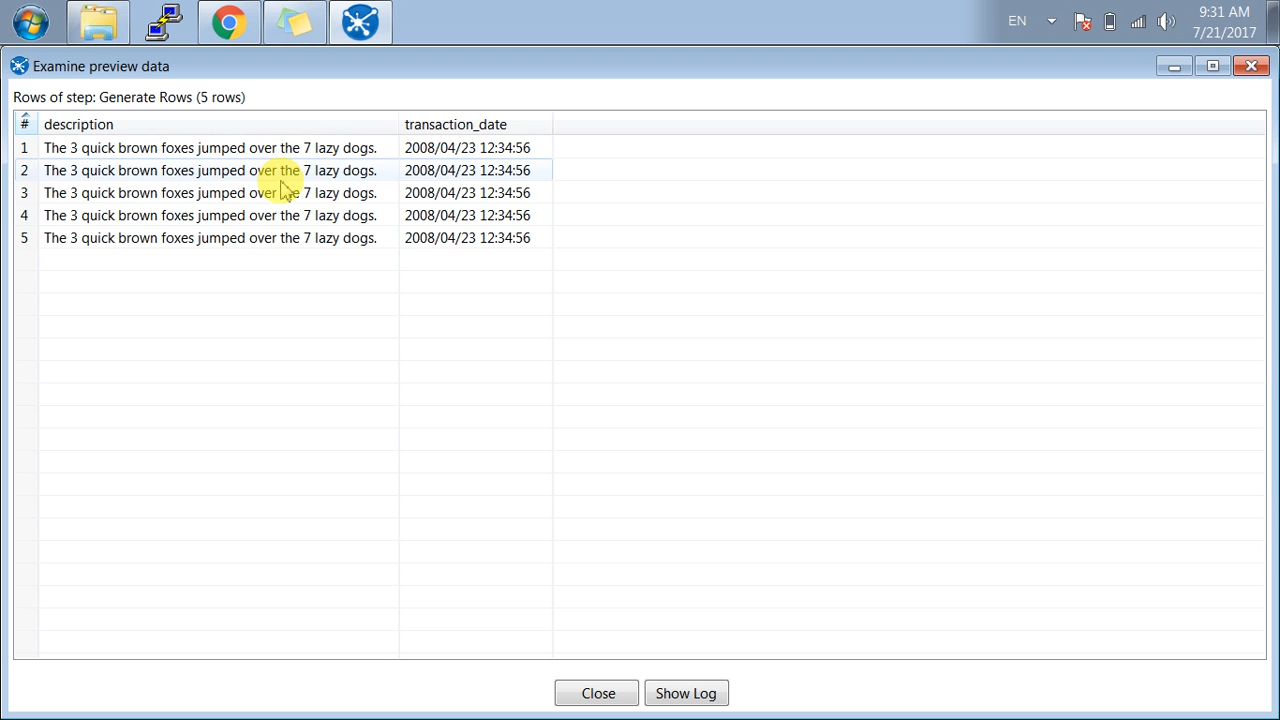 EN
9:31 AM
7/21/2017
Examine preview data
Rows of step: Generate Rows (5 rows)
# description transaction_date
1 The 3 quick brown foxes jumped over the 7 lazy dogs. 2008/04/23 12:34:56
2 The 3 quick brown foxes jumped over the 7 lazy dogs. 2008/04/23 12:34:56
3 The 3 quick brown foxes jumped over the 7 lazy dogs. 2008/04/23 12:34:56
4 The 3 quick brown foxes jumped over the 7 lazy dogs. 2008/04/23 12:34:56
5 The 3 quick brown foxes jumped over the 7 lazy dogs. 2008/04/23 12:34:56
Close Show Log